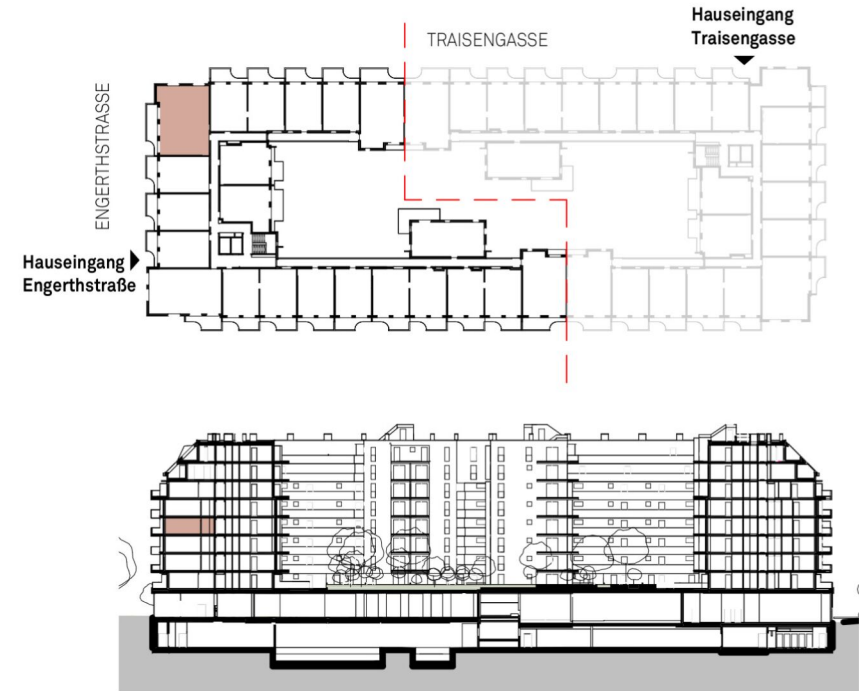 Hauseingang
Traisengasse
TRAISENGASSE
ENGERTHSTRASSE
Hauseingang
Engerthstraße